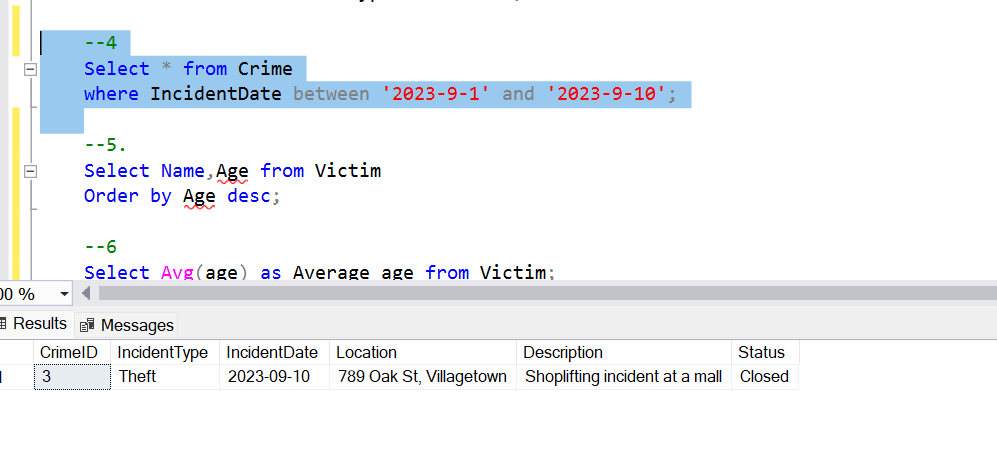 --4
Select * from Crime
where IncidentDate between '2023-9-1' and '2023-9-10';
--5.
Select Name,Age from Victim
Order by Age desc;
--6
Select Avg(age) as Average_age from Victim;
00 %
Results Messages
CrimeID IncidentType IncidentDate Location Description Status
3 Theft 2023-09-10 789 Oak St, Villagetown Shoplifting incident at a mall Closed